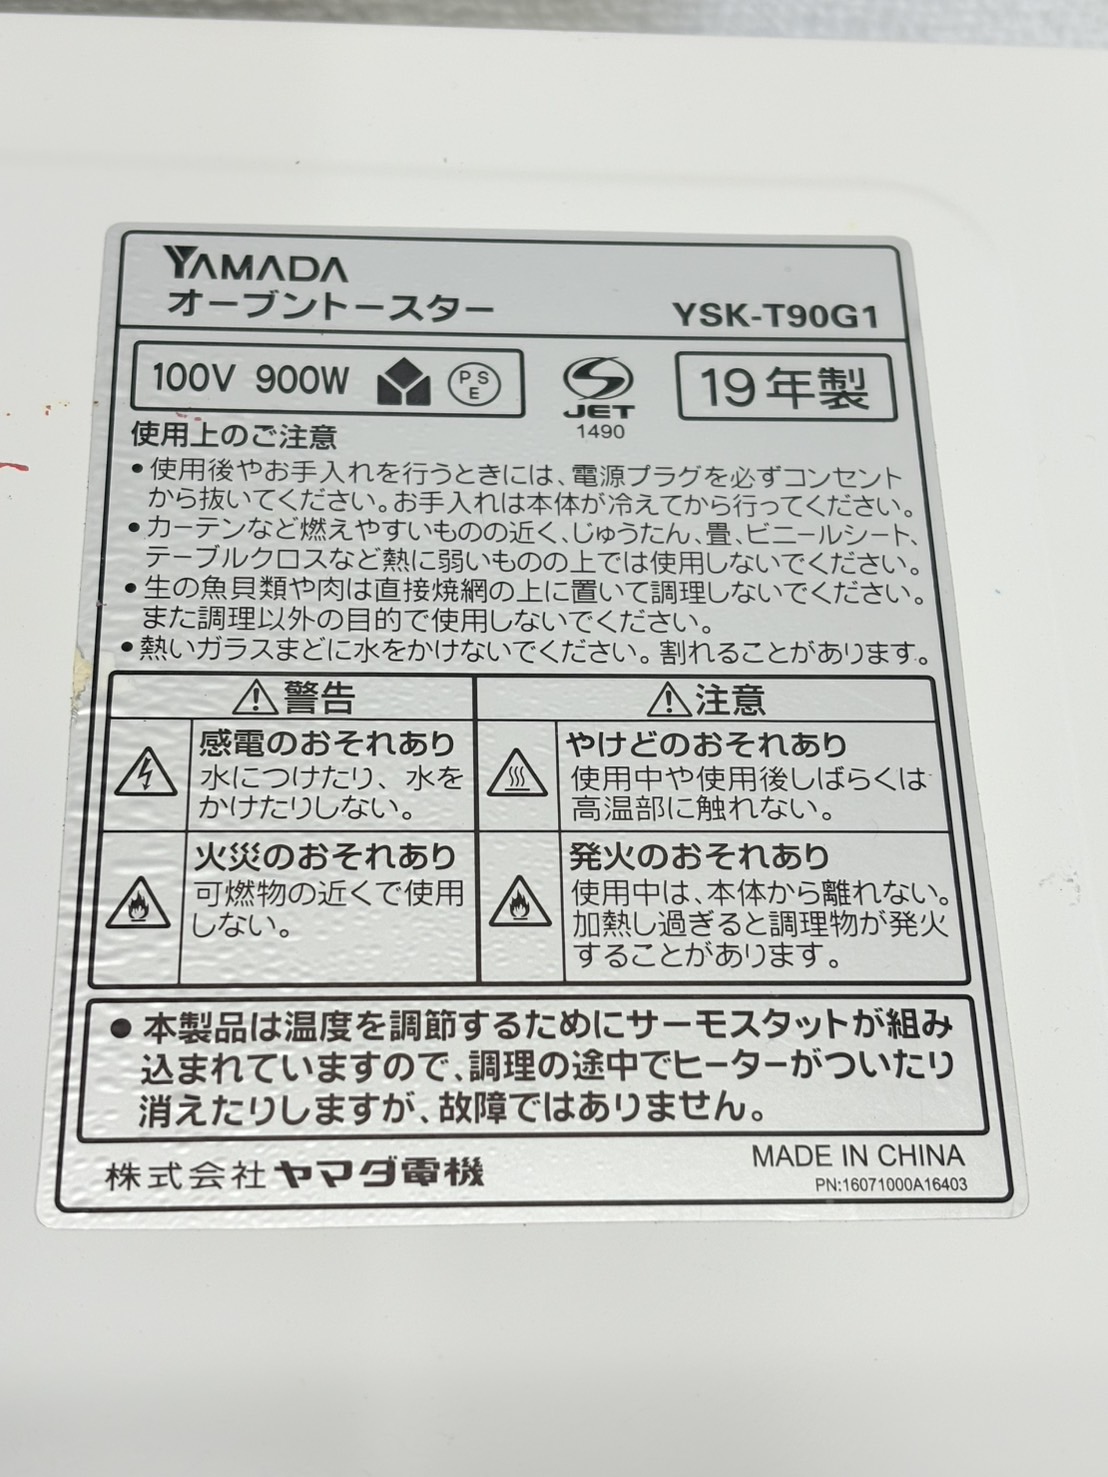 YAMADA
オーブントースター
YSK-T90G1
100V 900W
PS
E
JET
1490
19年製
使用上のご注意
•使用後やお手入れを行うときには、電源プラグを必ずコンセント
から抜いてください。お手入れは本体が冷えてから行ってください。
•カーテンなど燃えやすいものの近く、じゅうたん、畳、ビニールシート、
テーブルクロスなど熱に弱いものの上では使用しないでください。
•生の魚貝類や肉は直接焼網の上に置いて調理しないでください。
また調理以外の目的で使用しないでください。
•熱いガラスまどに水をかけないでください。割れることがあります。
警告
感電のおそれあり
水につけたり、水を
かけたりしない。
火災のおそれあり
可燃物の近くで使用
しない。
注意
やけどのおそれあり
使用中や使用後しばらくは
高温部に触れない。
発火のおそれあり
使用中は、本体から離れない。
加熱し過ぎると調理物が発火
することがあります。
●本製品は温度を調節するためにサーモスタットが組み
込まれていますので、調理の途中でヒーターがついたり
消えたりしますが、故障ではありません。
株式会社ヤマダ電機
MADE IN CHINA
PN:16071000A16403